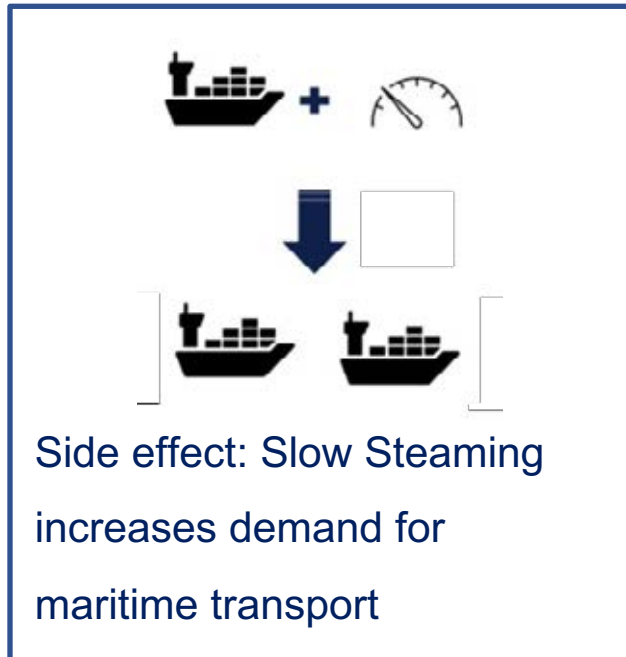 Side effect: Slow Steaming
increases demand for
maritime transport